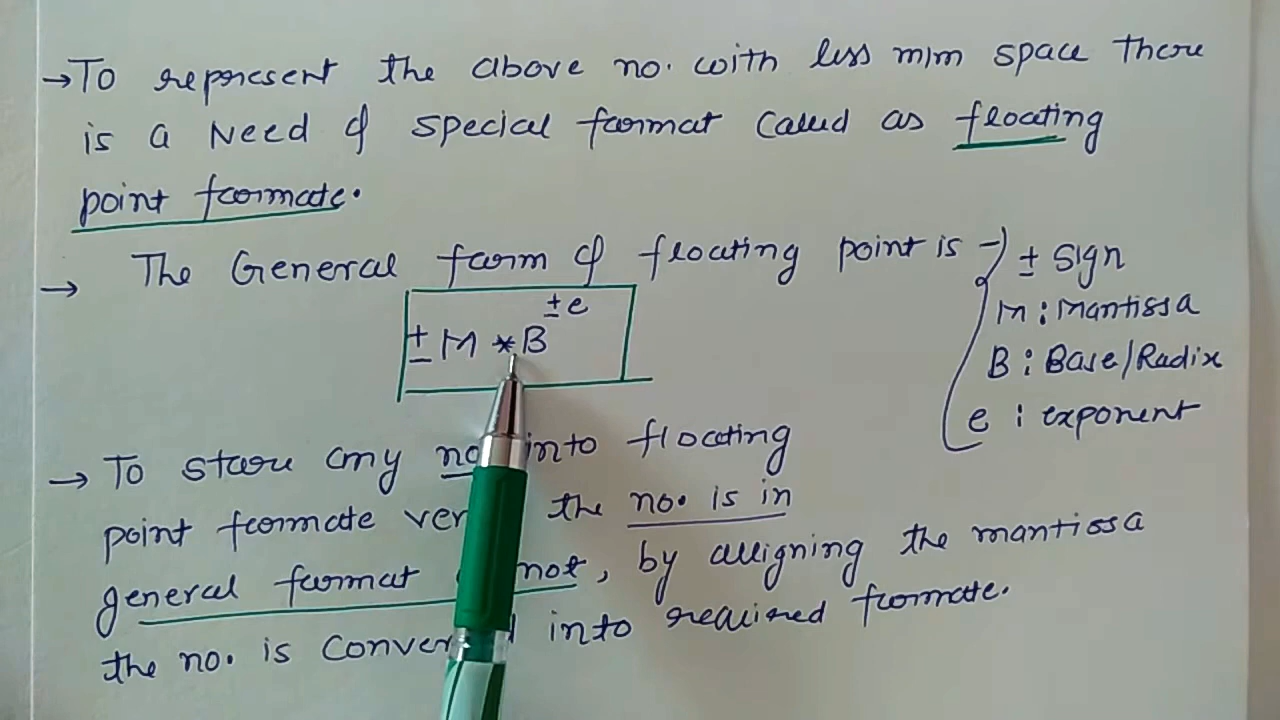 → To represent the above no. with less m/m space there
is a Need of special format called as floating
point formate.
→ The General form of floating point is → ± sign
M : Mantissa
B : Base/Radix
e : exponent
± M * B ± e
→ To store any no into floating
point formate ver the no. is in
general format not, by alligning the mantissa
the no. is conver into required formate.